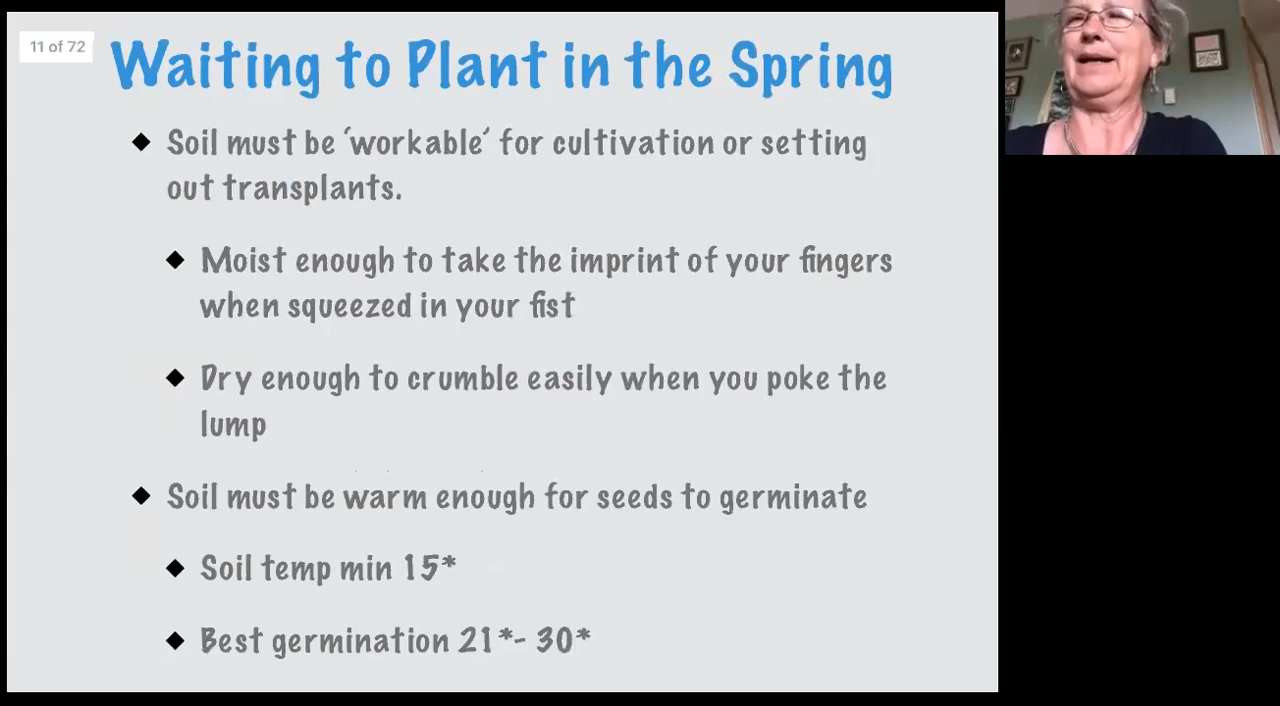 11 of 72
Waiting to Plant in the Spring
Soil must be ‘workable’ for cultivation or setting
out transplants.
Moist enough to take the imprint of your fingers
when squeezed in your fist
Dry enough to crumble easily when you poke the
lump
Soil must be warm enough for seeds to germinate
Soil temp min 15*
Best germination 21*- 30*